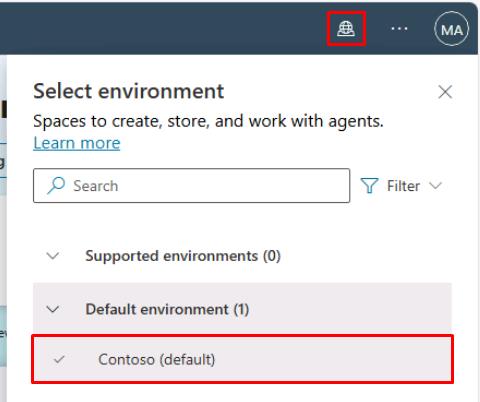 MA
Select environment
Spaces to create, store, and work with agents.
Learn more
Search
Filter
Supported environments (0)
Default environment (1)
Contoso (default)